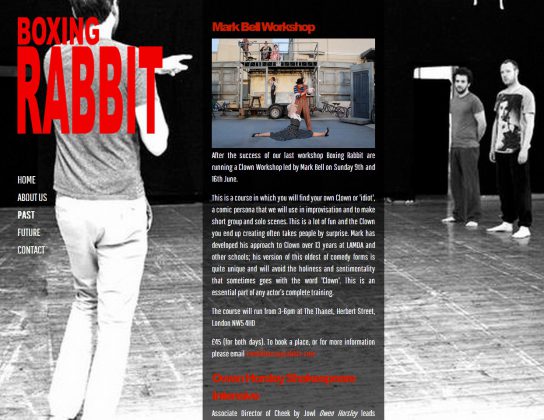 BOXING
RABBIT
HOME
ABOUT US
PAST
FUTURE
CONTACT
Mark Bell Workshop
After the success of our last workshop Boxing Rabbit are
running a Clown Workshop led by Mark Bell on Sunday 9th and
16th June.
This is a course in which you will find your own Clown or 'idiot',
a comic persona that we will use in improvisation and to make
short group and solo scenes. This is a lot of fun and the Clown
you end up creating often takes people by surprise. Mark has
developed his approach to Clown over 13 years at LAMDA and
other schools; his version of this oldest of comedy forms is
quite unique and will avoid the holiness and sentimentality
that sometimes goes with the word 'Clown'. This is an
essential part of any actor's complete training.
The course will run from 3-6pm at The Thanet, Herbert Street,
London NW5 4HD
£45 (for both days). To book a place, or for more information
please email
Owen Horsley Shakespeare
Intensive
Associate Director of Cheek by Jowl Owen Horsley leads